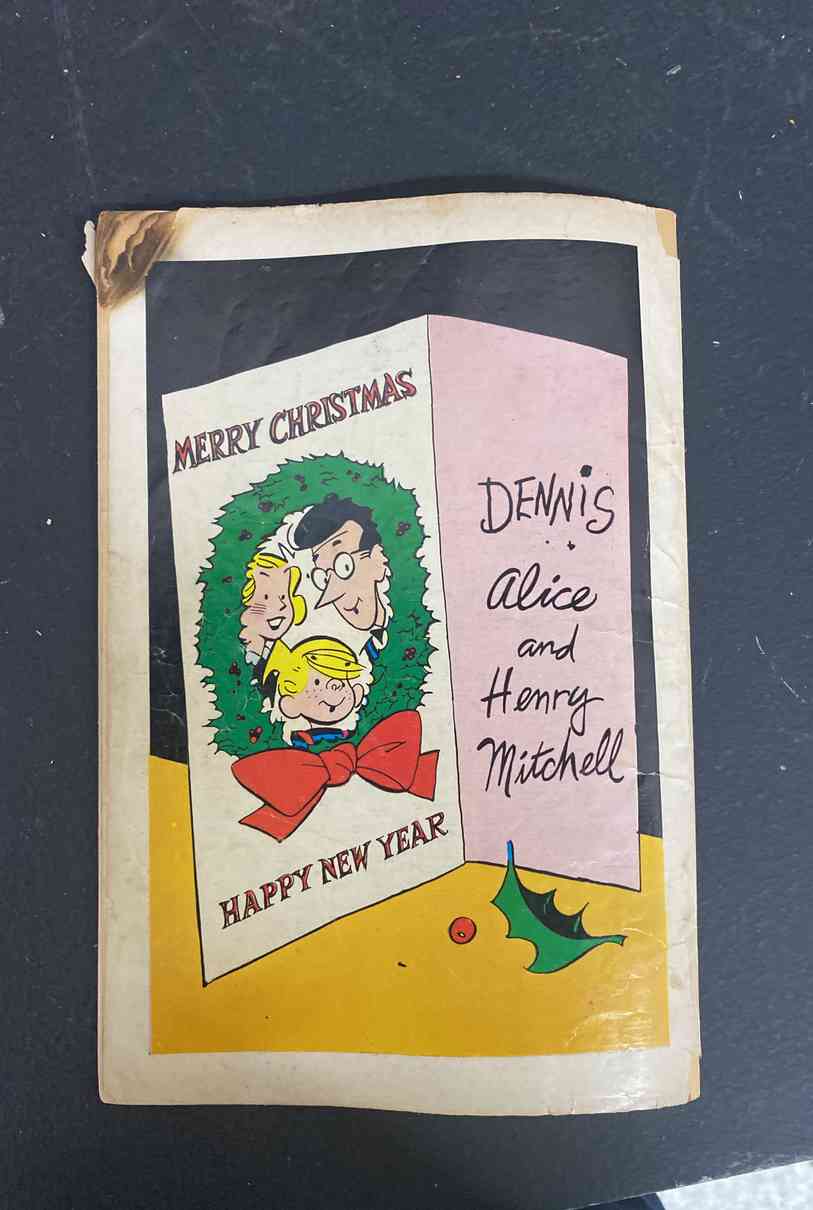 MERRY CHRISTMAS
HAPPY NEW YEAR
DENNiS
Alice
and
Henry
Mitchell